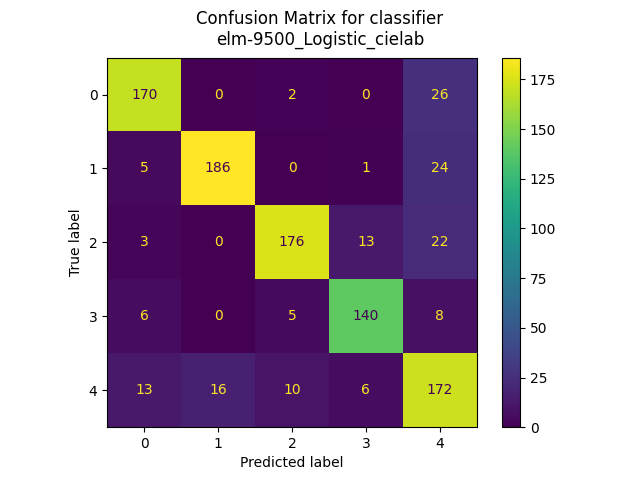 Confusion Matrix for classifier
elm-9500_Logistic_cielab
0 170 0 2 0 26
1 5 186 0 1 24
2 3 0 176 13 22
3 6 0 5 140 8
4 13 16 10 6 172
0 1 2 3 4
Predicted label
True label
175
150
125
100
75
50
25
0